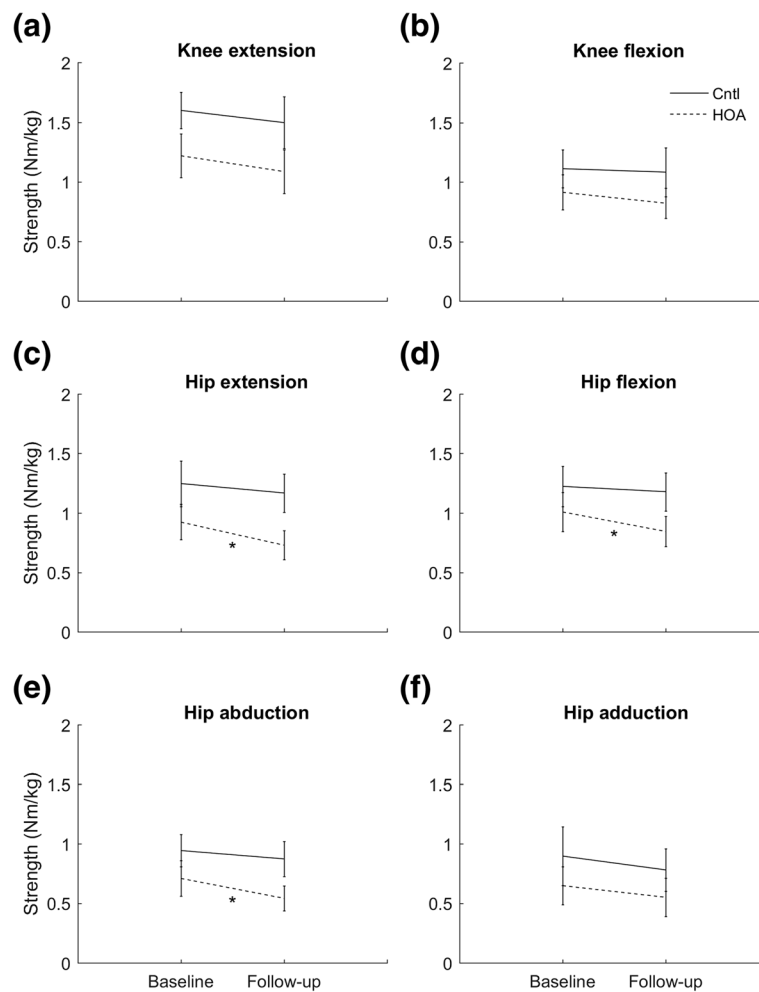 (a)
Knee extension
2
1.5
1
0.5
0
Strength (Nm/kg)
(b)
Knee flexion
2
1.5
1
0.5
0
Cntl
HOA
(c)
Hip extension
2
1.5
1
0.5
0
Strength (Nm/kg)
*
(d)
Hip flexion
2
1.5
1
0.5
0
*
(e)
Hip abduction
2
1.5
1
0.5
0
Strength (Nm/kg)
*
Baseline Follow-up
(f)
Hip adduction
2
1.5
1
0.5
0
Baseline Follow-up